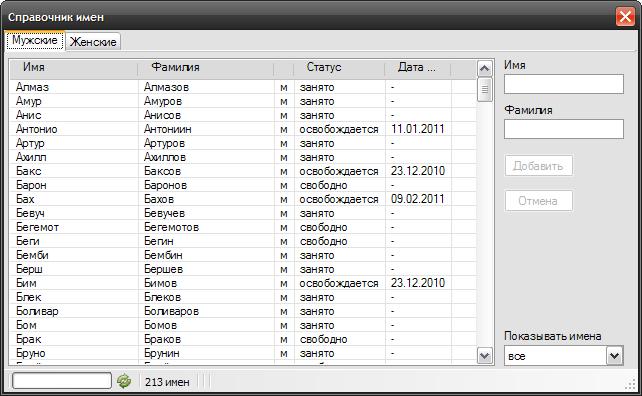 Справочник имен
Мужские Женские
Имя Фамилия Статус Дата ...
Алмаз Алмазов м занято -
Амур Амуров м занято -
Анис Анисов м занято -
Антонио Антониин м освобождается 11.01.2011
Артур Артуров м занято -
Ахилл Ахиллов м занято -
Бакс Баксов м освобождается 23.12.2010
Барон Баронов м свободно -
Бах Бахов м освобождается 09.02.2011
Бевуч Бевучев м занято -
Бегемот Бегемотов м свободно -
Беги Бегин м свободно -
Бемби Бембин м занято -
Берш Бершев м занято -
Бим Бимов м освобождается 23.12.2010
Блек Блеков м занято -
Боливар Боливаров м занято -
Бом Бомов м занято -
Брак Браков м свободно -
Бруно Брунин м занято -
Имя
Фамилия
Добавить
Отмена
Показывать имена
все
213 имен